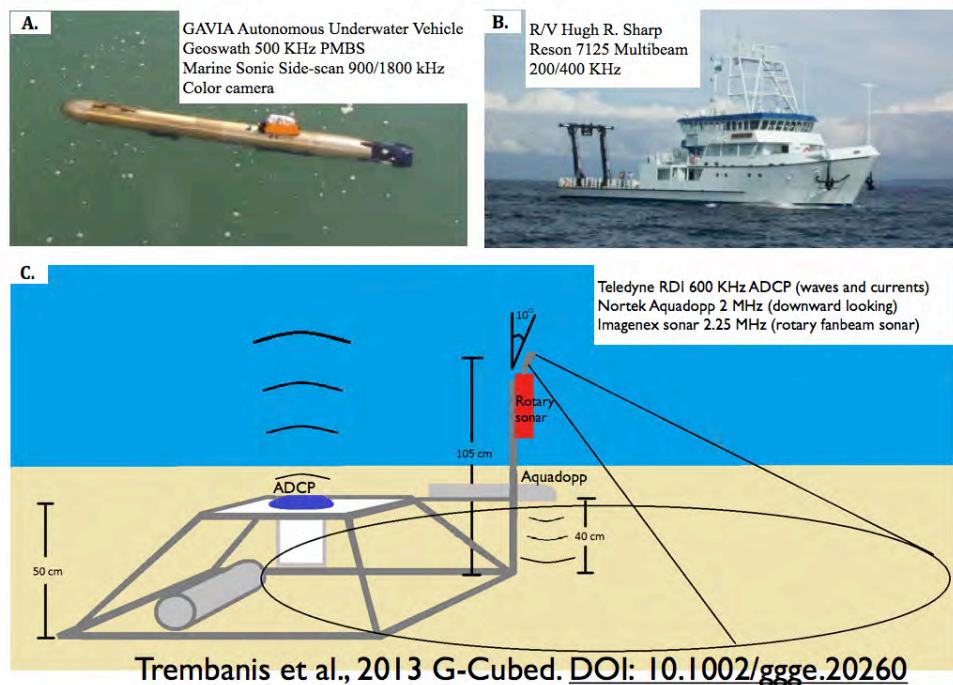 A.
GAVIA Autonomous Underwater Vehicle
Geoswath 500 KHz PMBS
Marine Sonic Side-scan 900/1800 kHz
Color camera
B.
R/V Hugh R. Sharp
Reson 7125 Multibeam
200/400 KHz
C.
Teledyne RDI 600 KHz ADCP (waves and currents)
Nortek Aquadopp 2 MHz (downward looking)
Imagenex sonar 2.25 MHz (rotary fanbeam sonar)
10°
Rotary
sonar
105 cm
ADCP
Aquadopp
40 cm
50 cm
Trembanis et al., 2013 G-Cubed. DOI: 10.1002/ggge.20260